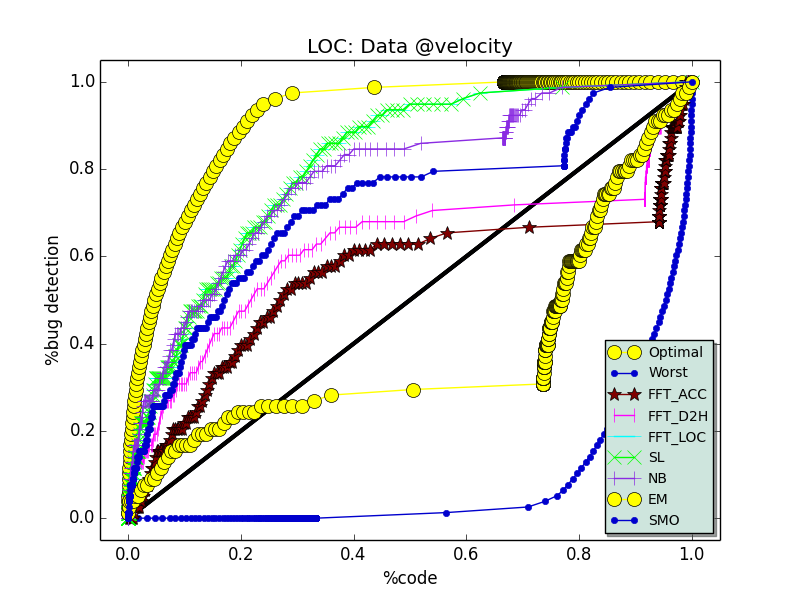 LOC: Data @velocity
%bug detection
1.0
0.8
0.6
0.4
0.2
0.0
0.0 0.2 0.4 0.6 0.8 1.0
%code
Optimal
Worst
FFT_ACC
FFT_D2H
FFT_LOC
SL
NB
EM
SMO